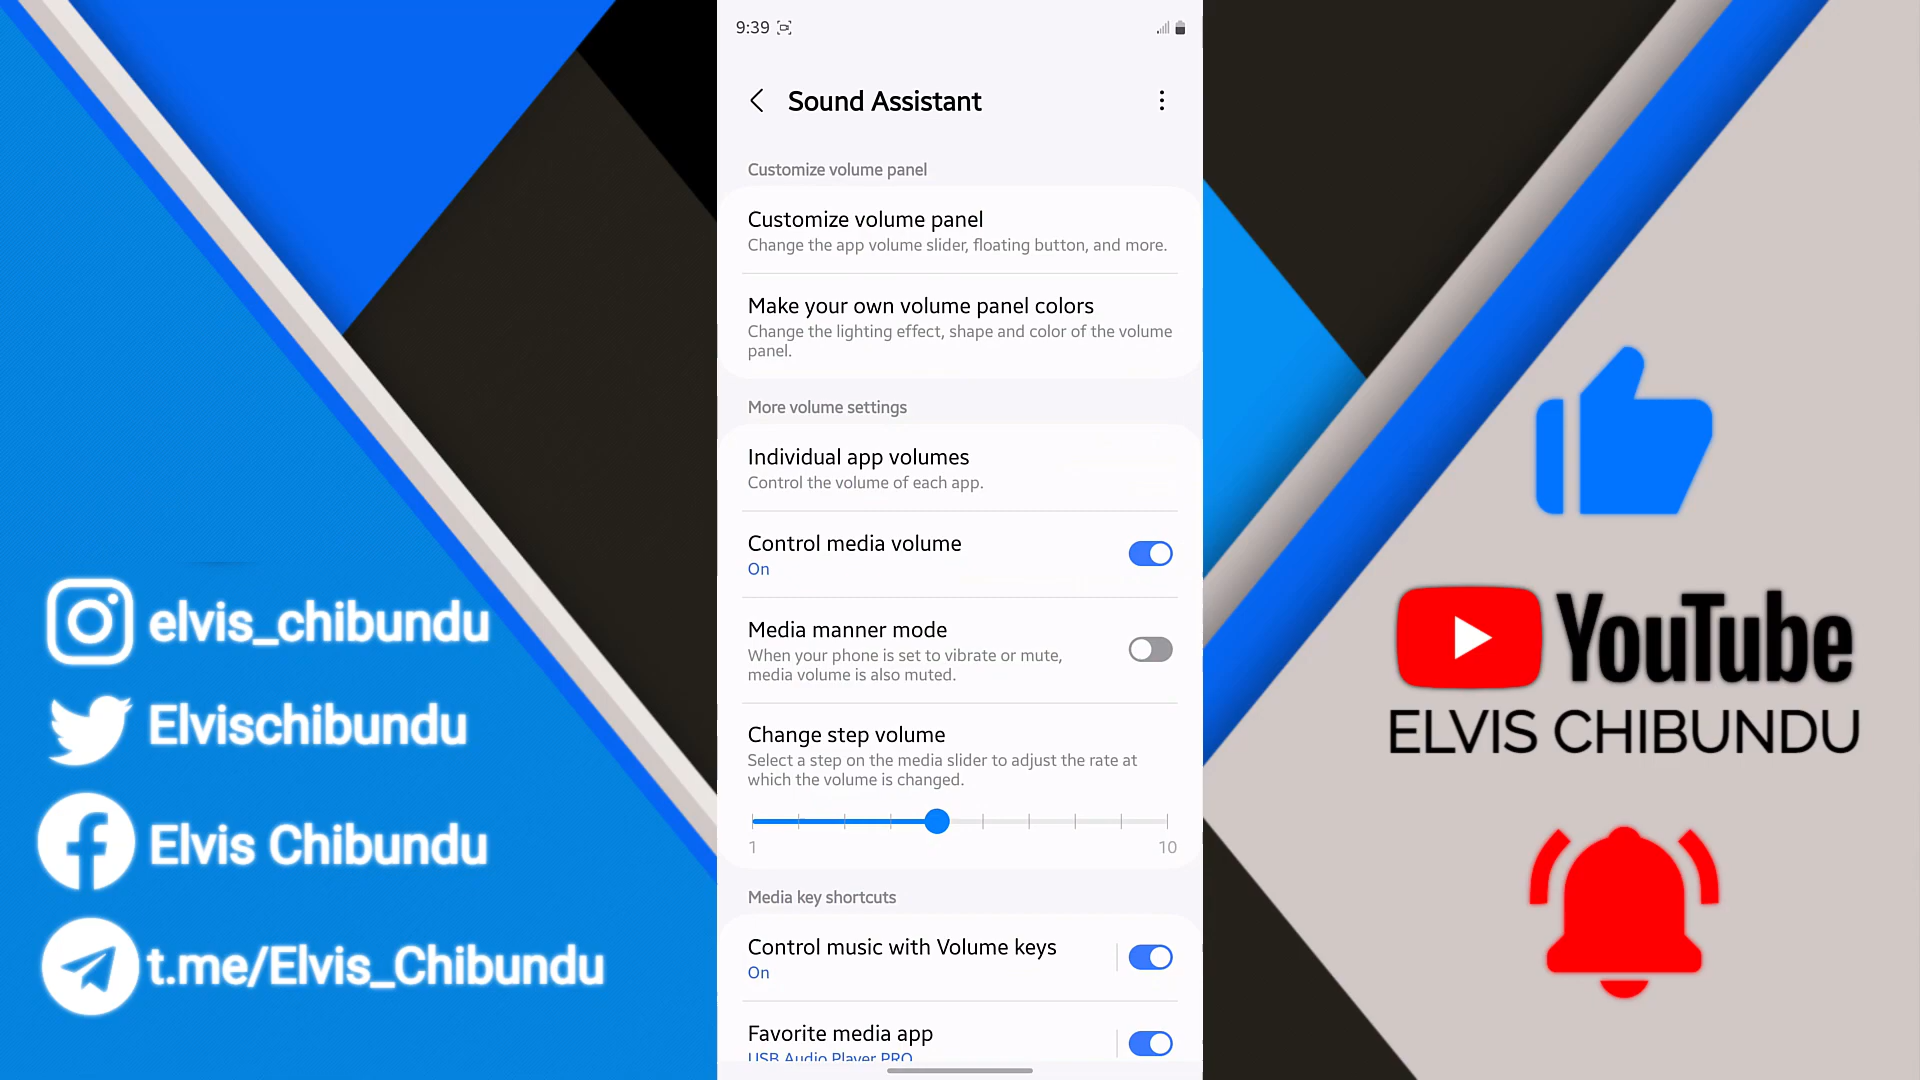 9:39
Sound Assistant
Customize volume panel
Customize volume panel
Change the app volume slider, floating button, and more.
Make your own volume panel colors
Change the lighting effect, shape and color of the volume
panel.
More volume settings
Individual app volumes
Control the volume of each app.
Control media volume
On
Media manner mode
When your phone is set to vibrate or mute,
media volume is also muted.
Change step volume
Select a step on the media slider to adjust the rate at
which the volume is changed.
1 10
Media key shortcuts
Control music with Volume keys
On
Favorite media app
USB Audio Player PRO
elvis_chibundu
Elvischibundu
Elvis Chibundu
t.me/Elvis_Chibundu
YouTube
ELVIS CHIBUNDU